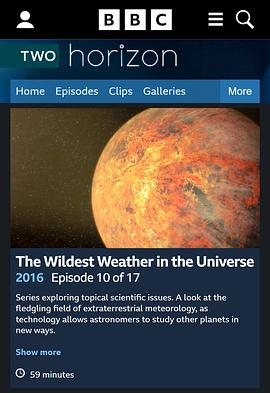 BBC
TWO horizon
Home Episodes Clips Galleries More
The Wildest Weather in the Universe
2016 Episode 10 of 17
Series exploring topical scientific issues. A look at the
fledgling field of extraterrestrial meteorology, as
technology allows astronomers to study other planets in
new ways.
Show more
59 minutes